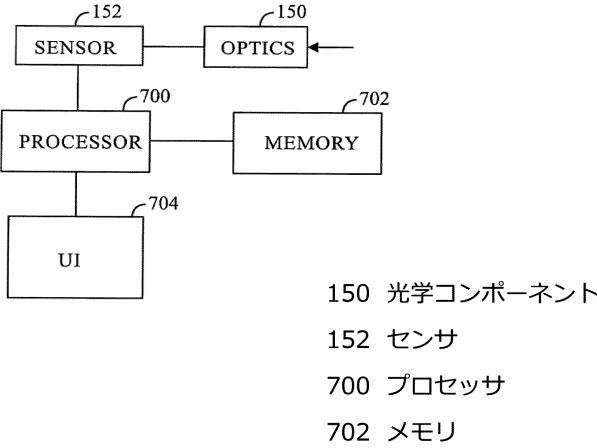 152
150
SENSOR
OPTICS
700
702
PROCESSOR
MEMORY
704
UI
150 光学コンポーネント
152 センサ
700 プロセッサ
702 メモリ